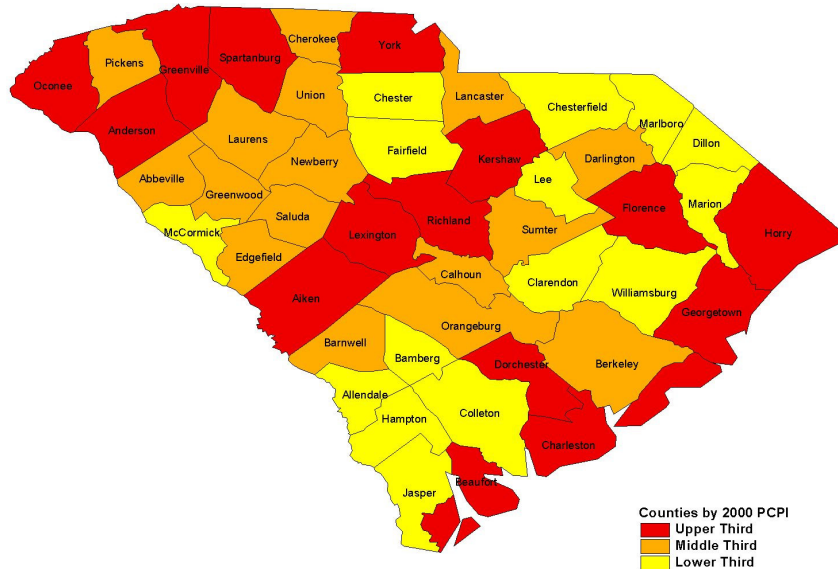 Cherokee
York
Spartanburg
Pickens
Greenville
Oconee
Union
Chester
Lancaster
Chesterfield
Marlboro
Anderson
Laurens
Dillon
Fairfield
Kershaw
Darlington
Newberry
Abbeville
Lee
Greenwood
Florence
Marion
Saluda
Richland
McCormick
Lexington
Sumter
Horry
Edgefield
Calhoun
Clarendon
Williamsburg
Aiken
Georgetown
Orangeburg
Barnwell
Bamberg
Dorchester
Berkeley
Allendale
Colleton
Hampton
Charleston
Beaufort
Jasper
Counties by 2000 PCPI
Upper Third
Middle Third
Lower Third